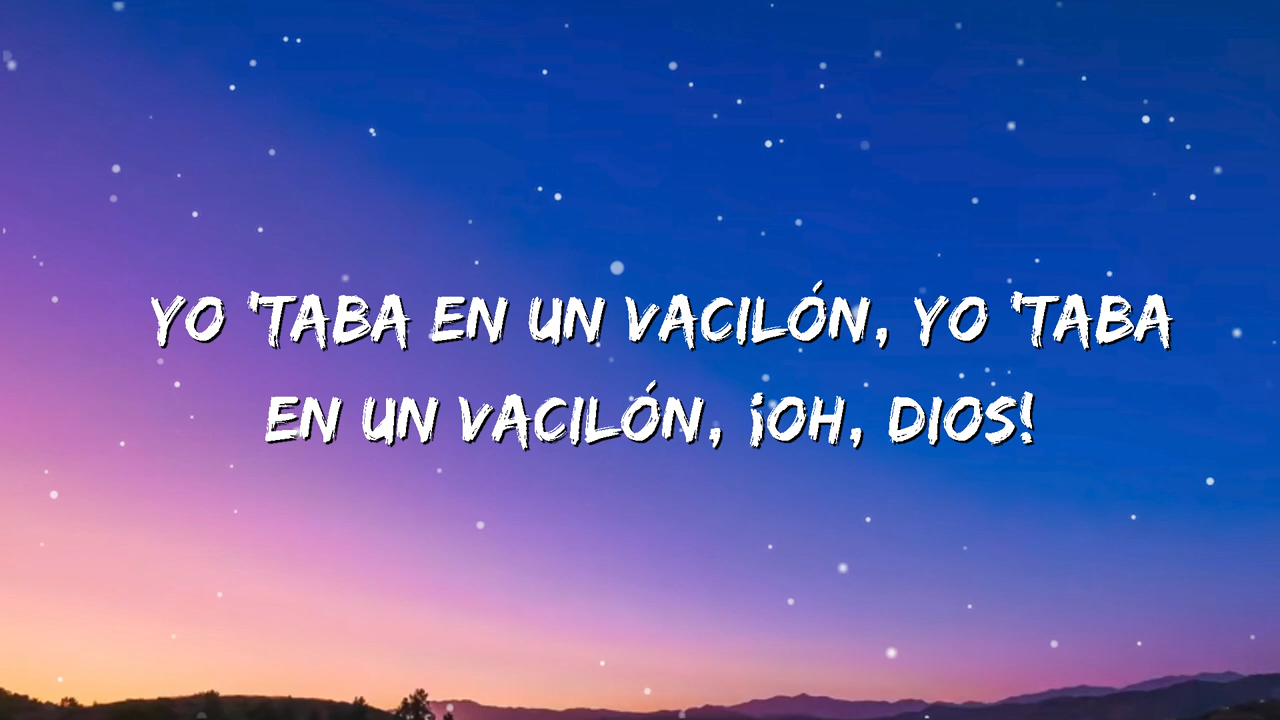 YO 'TABA EN UN VACILÓN, YO 'TABA
EN UN VACILÓN, ¡OH, DIOS!